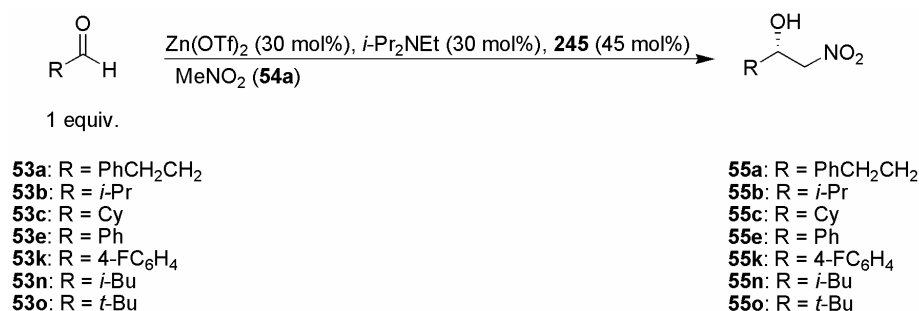 O
R
H
1 equiv.
Zn(OTf)2 (30 mol%), i-Pr2NEt (30 mol%), 245 (45 mol%)
MeNO2 (54a)
OH
R
NO2
53a: R = PhCH2CH2
53b: R = i-Pr
53c: R = Cy
53e: R = Ph
53k: R = 4-FC6H4
53n: R = i-Bu
53o: R = t-Bu
55a: R = PhCH2CH2
55b: R = i-Pr
55c: R = Cy
55e: R = Ph
55k: R = 4-FC6H4
55n: R = i-Bu
55o: R = t-Bu